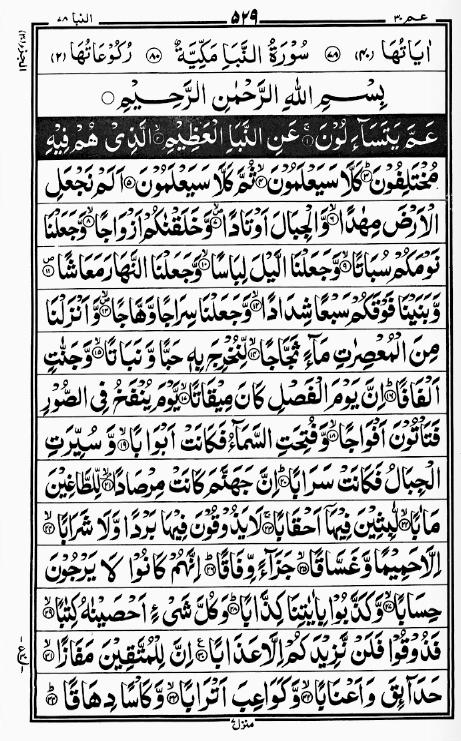 عـمّ ٣٠ ٥٢٩ النبا ٧٨
اٰيَاتُهَا (٤٠) ٧٨ سُوْرَةُ النَّبَاِ مَكِّيَّةٌ ٨٠ رُكُوْعَاتُهَا (٢)
بِسْمِ اللّٰهِ الرَّحْمٰنِ الرَّحِيْمِ ○
عَمَّ يَتَسَآءَلُوْنَ ۝١ عَنِ النَّبَاِ الْعَظِيْمِ ۝٢ الَّذِىْ هُمْ فِيْهِ
مُخْتَلِفُوْنَ ۝٣ كَلَّا سَيَعْلَمُوْنَ ۝٤ ثُمَّ كَلَّا سَيَعْلَمُوْنَ ۝٥ اَلَمْ نَجْعَلِ
الْاَرْضَ مِهٰدًا ۝٦ وَّالْجِبَالَ اَوْتَادًا ۝٧ وَّخَلَقْنٰكُمْ اَزْوَاجًا ۝٨ وَّجَعَلْنَا
نَوْمَكُمْ سُبَاتًا ۝٩ وَّجَعَلْنَا الَّيْلَ لِبَاسًا ۝١٠ وَّجَعَلْنَا النَّهَارَ مَعَاشًا ۝١١
وَّبَنَيْنَا فَوْقَكُمْ سَبْعًا شِدَادًا ۝١٢ وَّجَعَلْنَا سِرَاجًا وَّهَّاجًا ۝١٣ وَّاَنْزَلْنَا
مِنَ الْمُعْصِرٰتِ مَآءً ثَجَّاجًا ۝١٤ لِّنُخْرِجَ بِهٖ حَبًّا وَّنَبَاتًا ۝١٥ وَّجَنّٰتٍ
اَلْفَافًا ۝١٦ اِنَّ يَوْمَ الْفَصْلِ كَانَ مِيْقَاتًا ۝١٧ يَّوْمَ يُنْفَخُ فِى الصُّوْرِ
فَتَاْتُوْنَ اَفْوَاجًا ۝١٨ وَّفُتِحَتِ السَّمَآءُ فَكَانَتْ اَبْوَابًا ۝١٩ وَّسُيِّرَتِ
الْجِبَالُ فَكَانَتْ سَرَابًا ۝٢٠ اِنَّ جَهَنَّمَ كَانَتْ مِرْصَادًا ۝٢١ لِّلطَّاغِيْنَ
مَاٰبًا ۝٢٢ لّٰبِثِيْنَ فِيْهَآ اَحْقَابًا ۝٢٣ لَا يَذُوْقُوْنَ فِيْهَا بَرْدًا وَّلَا شَرَابًا ۝٢٤
اِلَّا حَمِيْمًا وَّغَسَّاقًا ۝٢٥ جَزَآءً وِّفَاقًا ۝٢٦ اِنَّهُمْ كَانُوْا لَا يَرْجُوْنَ
حِسَابًا ۝٢٧ وَّكَذَّبُوْا بِاٰيٰتِنَا كِذَّابًا ۝٢٨ وَكُلَّ شَىْءٍ اَحْصَيْنٰهُ كِتٰبًا ۝٢٩
فَذُوْقُوْا فَلَنْ نَّزِيْدَكُمْ اِلَّا عَذَابًا ۝٣٠ اِنَّ لِلْمُتَّقِيْنَ مَفَازًا ۝٣١
حَدَآئِقَ وَاَعْنَابًا ۝٣٢ وَّكَوَاعِبَ اَتْرَابًا ۝٣٣ وَّكَاْسًا دِهَاقًا ۝٣٤
منزل ٧